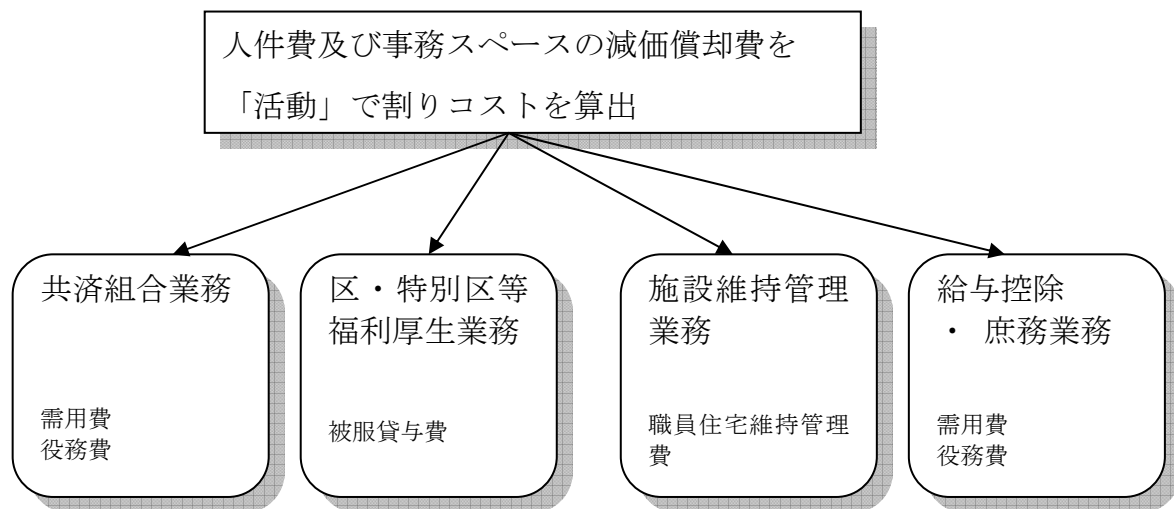 人件費及び事務スペースの減価償却費を
「活動」で割りコストを算出
共済組合業務
需用費
役務費
区・特別区等
福利厚生業務
被服貸与費
施設維持管理
業務
職員住宅維持管理
費
給与控除
・ 庶務業務
需用費
役務費